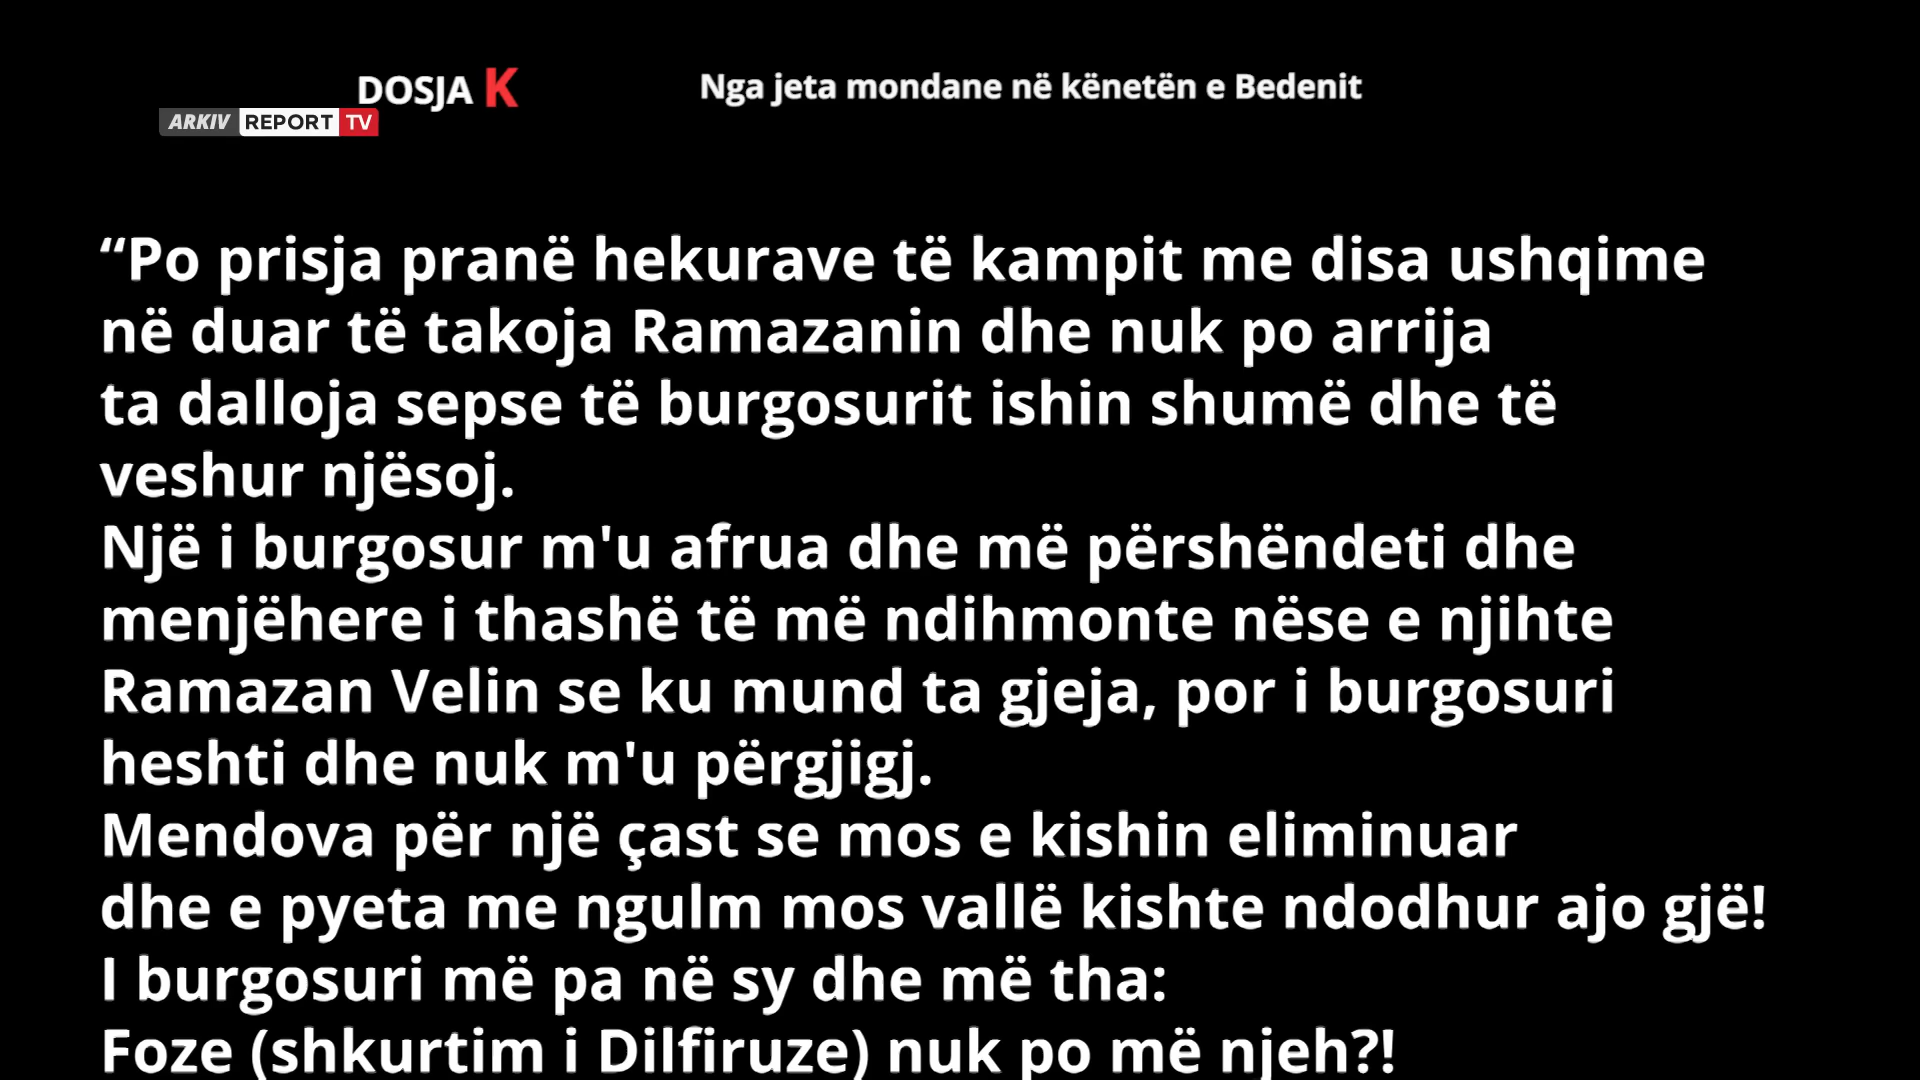 DOSJA K
Nga jeta mondane në kënetën e Bedenit
ARKIV REPORT TV
“Po prisja pranë hekurave të kampit me disa ushqime
në duar të takoja Ramazanin dhe nuk po arrija
ta dalloja sepse të burgosurit ishin shumë dhe të
veshur njësoj.
Një i burgosur m'u afrua dhe më përshëndeti dhe
menjëhere i thashë të më ndihmonte nëse e njihte
Ramazan Velin se ku mund ta gjeja, por i burgosuri
heshti dhe nuk m'u përgjigj.
Mendova për një çast se mos e kishin eliminuar
dhe e pyeta me ngulm mos vallë kishte ndodhur ajo gjë!
I burgosuri më pa në sy dhe më tha:
Foze (shkurtim i Dilfiruze) nuk po më njeh?!